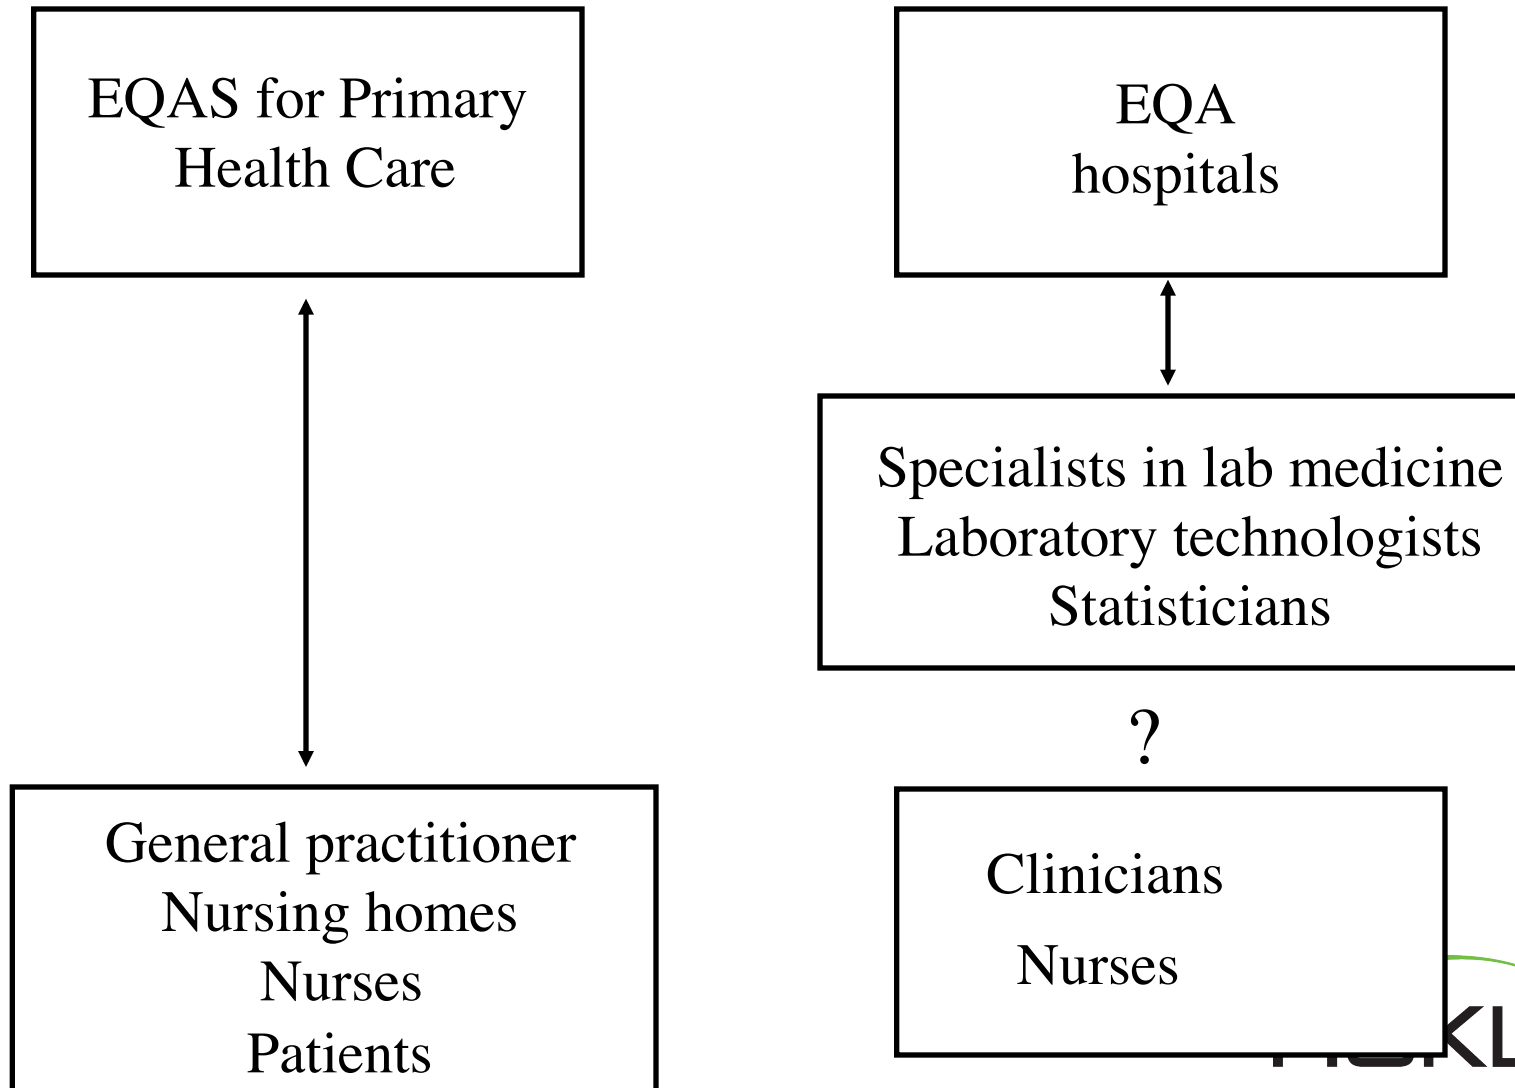 EQAS for Primary
Health Care
General practitioner
Nursing homes
Nurses
Patients
EQA
hospitals
Specialists in lab medicine
Laboratory technologists
Statisticians
?
Clinicians
Nurses